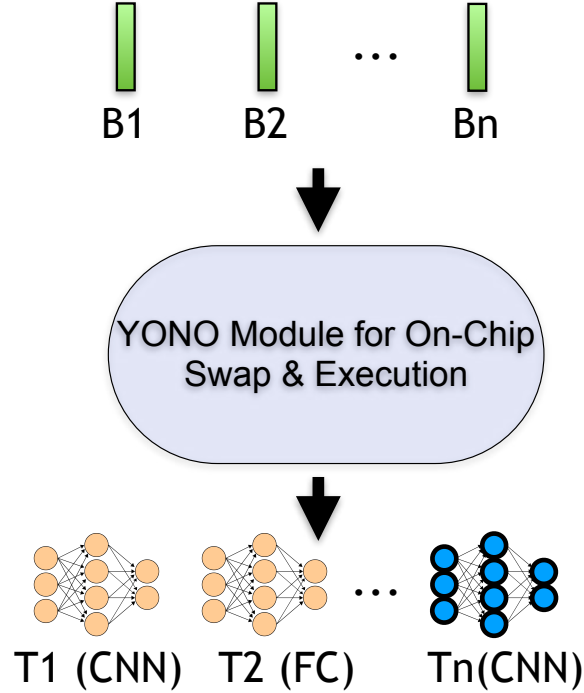 B1 B2 ... Bn
YONO Module for On-Chip
Swap & Execution
...
T1 (CNN) T2 (FC) Tn(CNN)